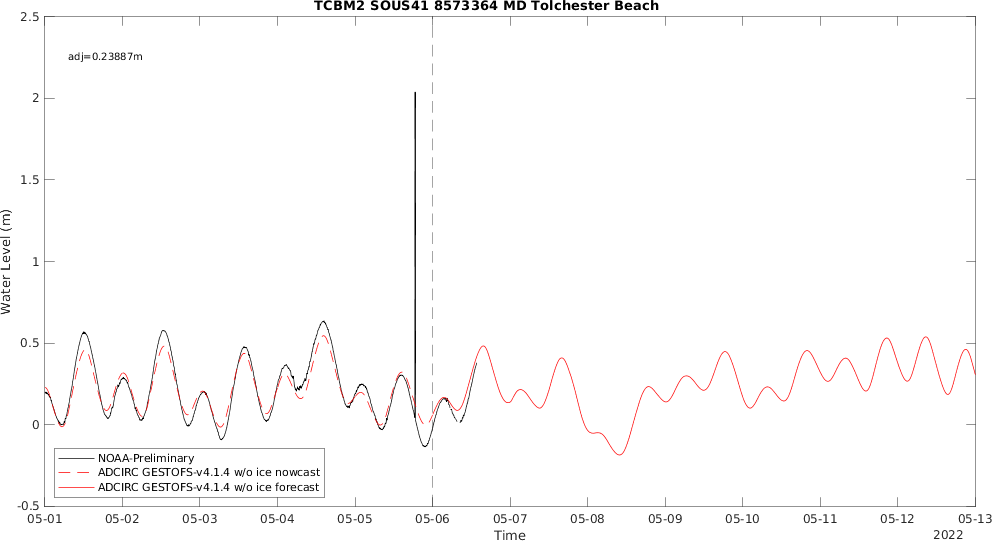 TCBM2 SOUS41 8573364 MD Tolchester Beach
2.5
adj=0.23887m
2
1.5
1
0.5
0
-0.5
Water Level (m)
NOAA-Preliminary
ADCIRC GESTOFS-v4.1.4 w/o ice nowcast
ADCIRC GESTOFS-v4.1.4 w/o ice forecast
05-01 05-02 05-03 05-04 05-05 05-06 05-07 05-08 05-09 05-10 05-11 05-12 05-13
Time
2022